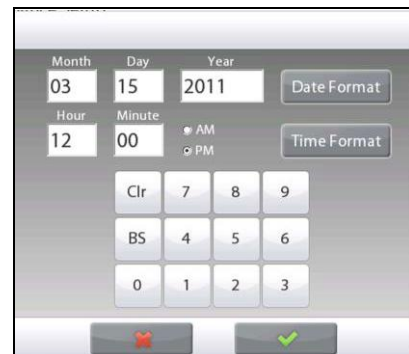 Month Day Year
03 15 2011 Date Format
Hour Minute
12 00 AM PM Time Format
Clr 7 8 9
BS 4 5 6
0 1 2 3